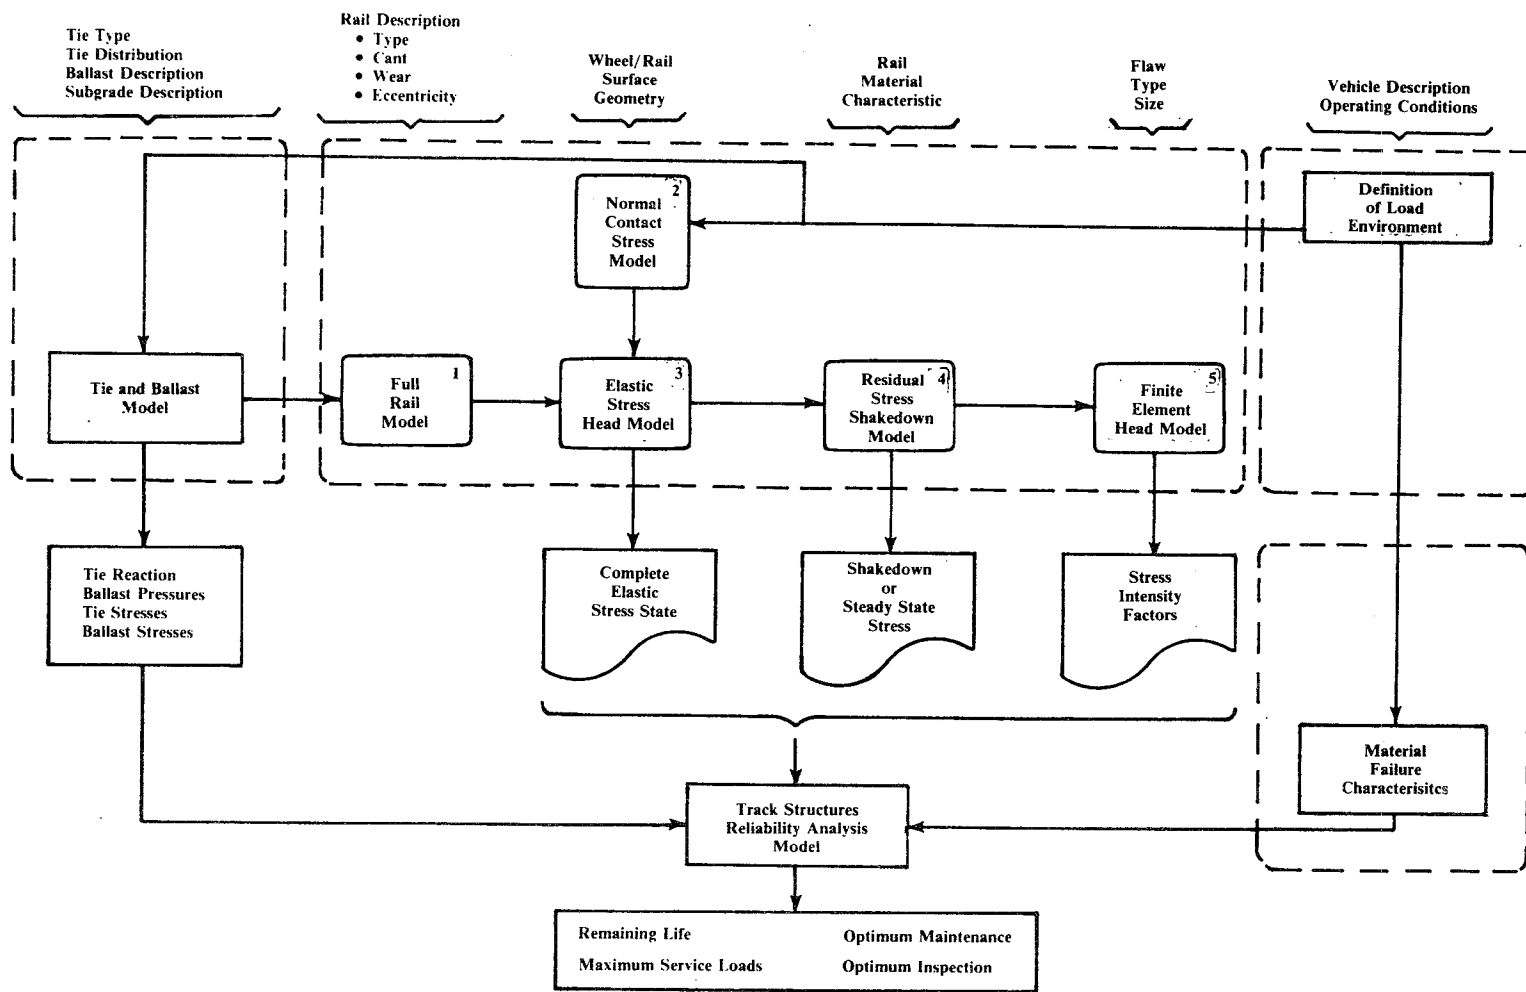 Tie Type
Tie Distribution
Ballast Description
Subgrade Description
Rail Description
• Type
• Cant
• Wear
• Eccentricity
Wheel/Rail
Surface
Geometry
Rail
Material
Characteristic
Flaw
Type
Size
Vehicle Description
Operating Conditions
2
Normal
Contact
Stress
Model
Definition
of Load
Environment
Tie and Ballast
Model
1
Full
Rail
Model
3
Elastic
Stress
Head Model
4
Residual
Stress
Shakedown
Model
5
Finite
Element
Head Model
Tie Reaction
Ballast Pressures
Tie Stresses
Ballast Stresses
Complete
Elastic
Stress State
Shakedown
or
Steady State
Stress
Stress
Intensity
Factors
Material
Failure
Characterisitcs
Track Structures
Reliability Analysis
Model
Remaining Life
Optimum Maintenance
Maximum Service Loads
Optimum Inspection